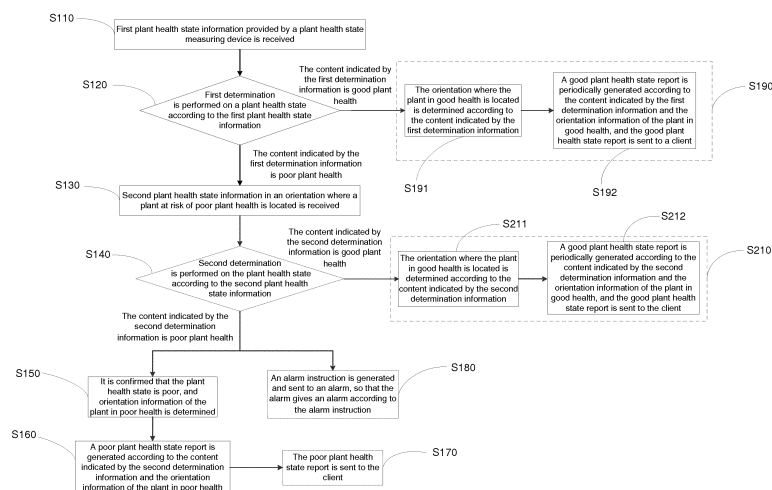 S110
First plant health state information provided by a plant health state
measuring device is received
S120
First determination
is performed on a plant health state
according to the first plant health state
information
The content indicated by
the first determination
information is good plant
health
The orientation where the
plant in good health is located
is determined according to
the content indicated by the
first determination information
S191
A good plant health state report is
periodically generated according to
the content indicated by the first
determination information and the
orientation information of the plant in
good health, and the good plant
health state report is sent to a client
S192
S190
The content indicated by the
first determination information
is poor plant health
S130
Second plant health state information in an orientation where a
plant at risk of poor plant health is located is received
S140
Second determination
is performed on the plant health state
according to the second plant health
state information
The content indicated by
the second determination
information is good plant
health
S211
The orientation where the plant
in good health is located is
determined according to the
content indicated by the second
determination information
S212
A good plant health state report is
periodically generated according to the
content indicated by the second
determination information and the
orientation information of the plant in
good health, and the good plant health
state report is sent to the client
S210
The content indicated by the
second determination
information is poor plant health
S150
It is confirmed that the plant
health state is poor, and
orientation information of the
plant in poor health is determined
An alarm instruction is generated
and sent to an alarm, so that the
alarm gives an alarm according to
the alarm instruction
S180
S160
A poor plant health state report is
generated according to the content
indicated by the second determination
information and the orientation
information of the plant in poor health
The poor plant health
state report is sent to the
client
S170